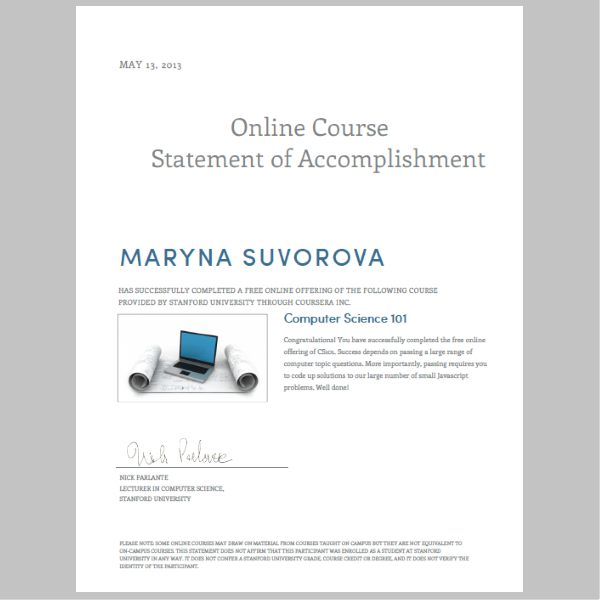 MAY 13, 2013
Online Course
Statement of Accomplishment
MARYNA SUVOROVA
HAS SUCCESSFULLY COMPLETED A FREE ONLINE OFFERING OF THE FOLLOWING COURSE
PROVIDED BY STANFORD UNIVERSITY THROUGH COURSERA INC.
Computer Science 101
Congratulations! You have successfully completed the free online
offering of CS101. Success depends on passing a large range of
computer topic questions. More importantly, passing requires you
to code up solutions to our large number of small Javascript
problems. Well done!
Nick Parlante
NICK PARLANTE
LECTURER IN COMPUTER SCIENCE,
STANFORD UNIVERSITY
PLEASE NOTE: SOME ONLINE COURSES MAY DRAW ON MATERIAL FROM COURSES TAUGHT ON CAMPUS BUT THEY ARE NOT EQUIVALENT TO
ON-CAMPUS COURSES. THIS STATEMENT DOES NOT AFFIRM THAT THIS PARTICIPANT WAS ENROLLED AS A STUDENT AT STANFORD
UNIVERSITY IN ANY WAY. IT DOES NOT CONFER A STANFORD UNIVERSITY GRADE, COURSE CREDIT OR DEGREE, AND IT DOES NOT VERIFY THE
IDENTITY OF THE PARTICIPANT.